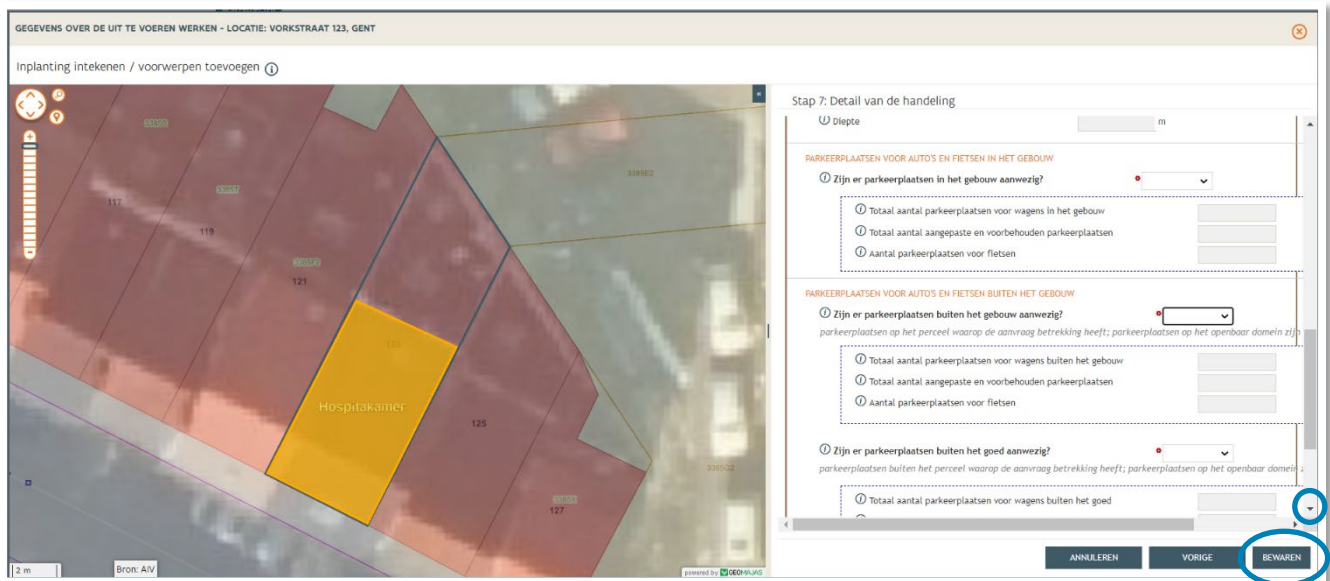 GEGEVENS OVER DE UIT TE VOEREN WERKEN - LOCATIE: VORKSTRAAT 123, GENT
Inplanting intekenen / voorwerpen toevoegen
117
119
121
Hospitakamer
125
127
2 m
Bron: AIV
powered by GEOMAJAS
Stap 7: Detail van de handeling
Diepte m
PARKEERPLAATSEN VOOR AUTO'S EN FIETSEN IN HET GEBOUW
Zijn er parkeerplaatsen in het gebouw aanwezig?
Totaal aantal parkeerplaatsen voor wagens in het gebouw
Totaal aantal aangepaste en voorbehouden parkeerplaatsen
Aantal parkeerplaatsen voor fietsen
PARKEERPLAATSEN VOOR AUTO'S EN FIETSEN BUITEN HET GEBOUW
Zijn er parkeerplaatsen buiten het gebouw aanwezig?
parkeerplaatsen op het perceel waarop de aanvraag betrekking heeft; parkeerplaatsen op het openbaar domein zijn
Totaal aantal parkeerplaatsen voor wagens buiten het gebouw
Totaal aantal aangepaste en voorbehouden parkeerplaatsen
Aantal parkeerplaatsen voor fietsen
Zijn er parkeerplaatsen buiten het goed aanwezig?
parkeerplaatsen buiten het perceel waarop de aanvraag betrekking heeft; parkeerplaatsen op het openbaar domein
Totaal aantal parkeerplaatsen voor wagens buiten het goed
ANNULEREN VORIGE BEWAREN